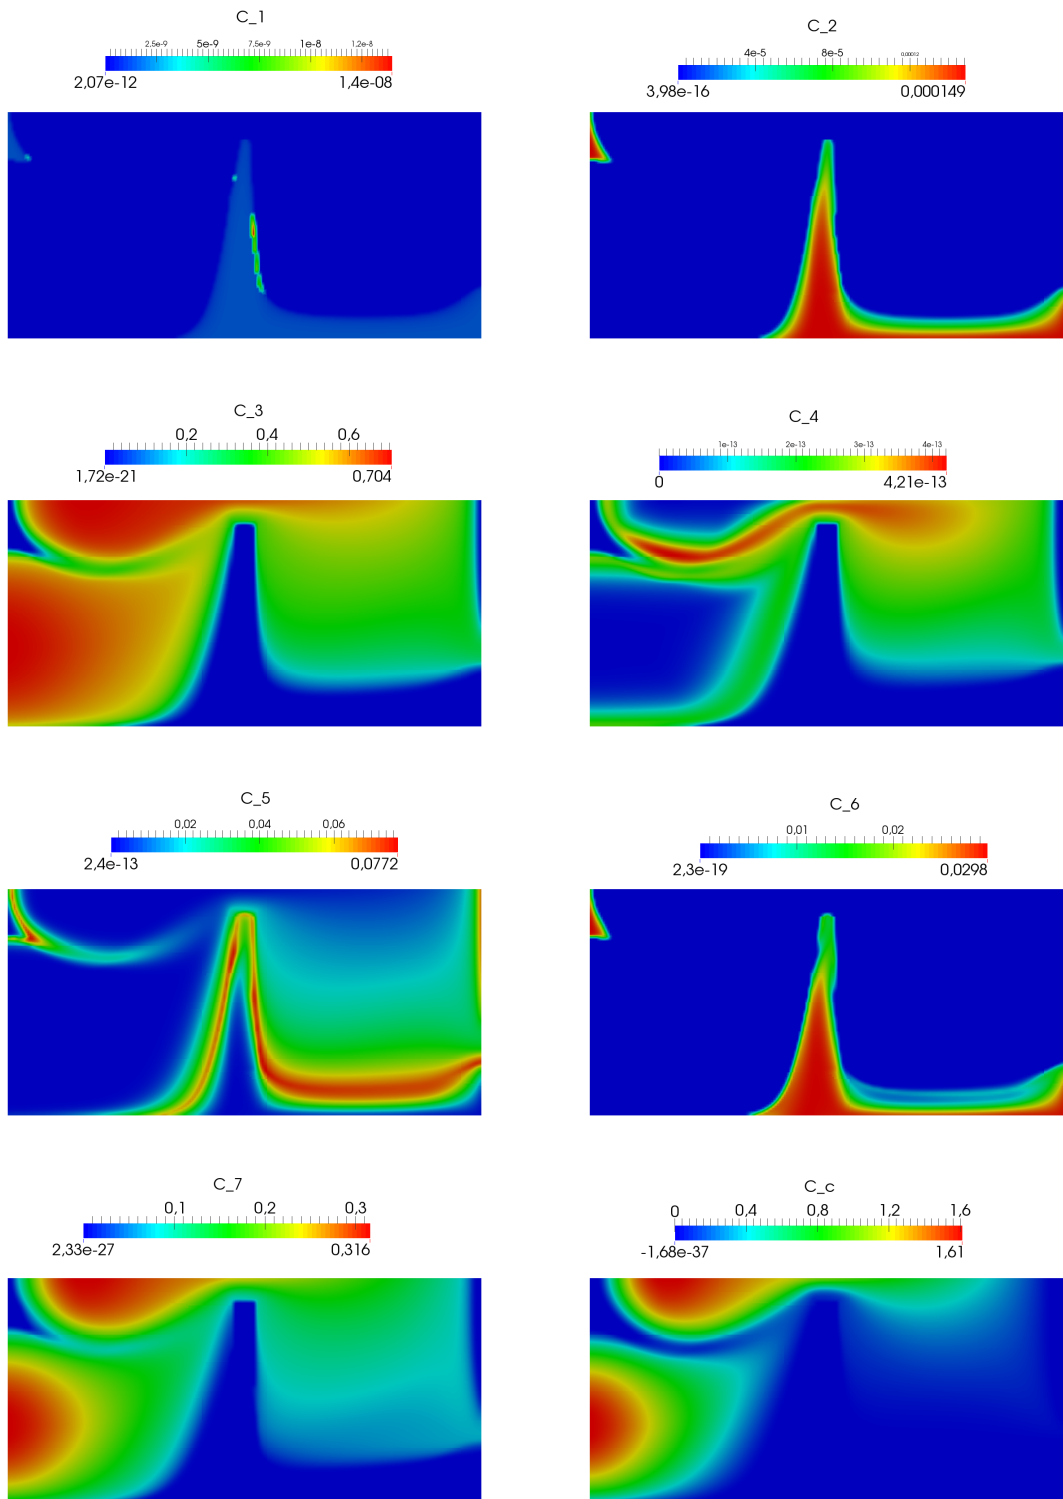 C_1
2.5e-9 5e-9 7.5e-9 1e-8 1.2e-8
2,07e-12 1,4e-08
C_2
4e-5 8e-5 0.00012
3,98e-16 0,000149
C_3
0,2 0,4 0,6
1,72e-21 0,704
C_4
1e-13 2e-13 3e-13 4e-13
0 4,21e-13
C_5
0,02 0,04 0,06
2,4e-13 0,0772
C_6
0,01 0,02
2,3e-19 0,0298
C_7
0,1 0,2 0,3
2,33e-27 0,316
C_c
0 0,4 0,8 1,2 1,6
-1,68e-37 1,61